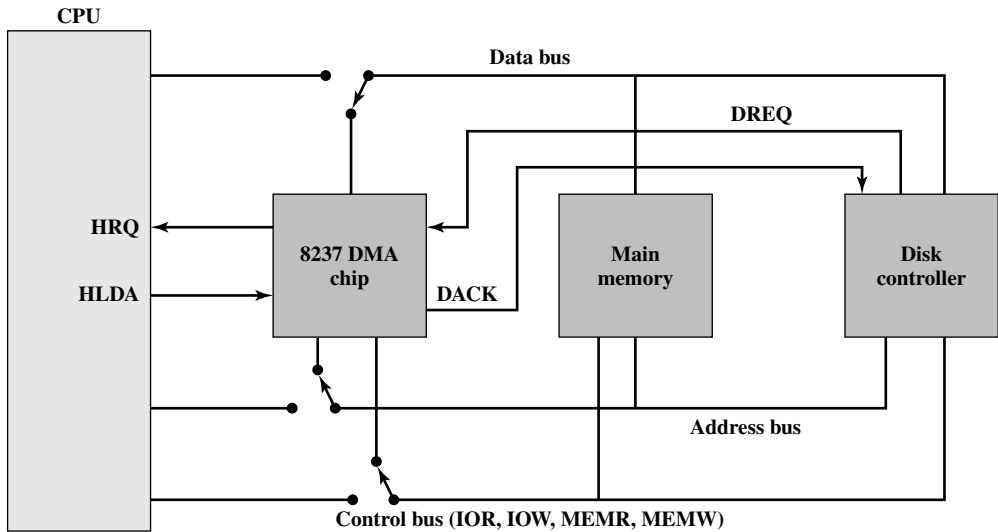 CPU
Data bus
DREQ
HRQ
8237 DMA
chip
Main
memory
Disk
controller
HLDA
DACK
Address bus
Control bus (IOR, IOW, MEMR, MEMW)